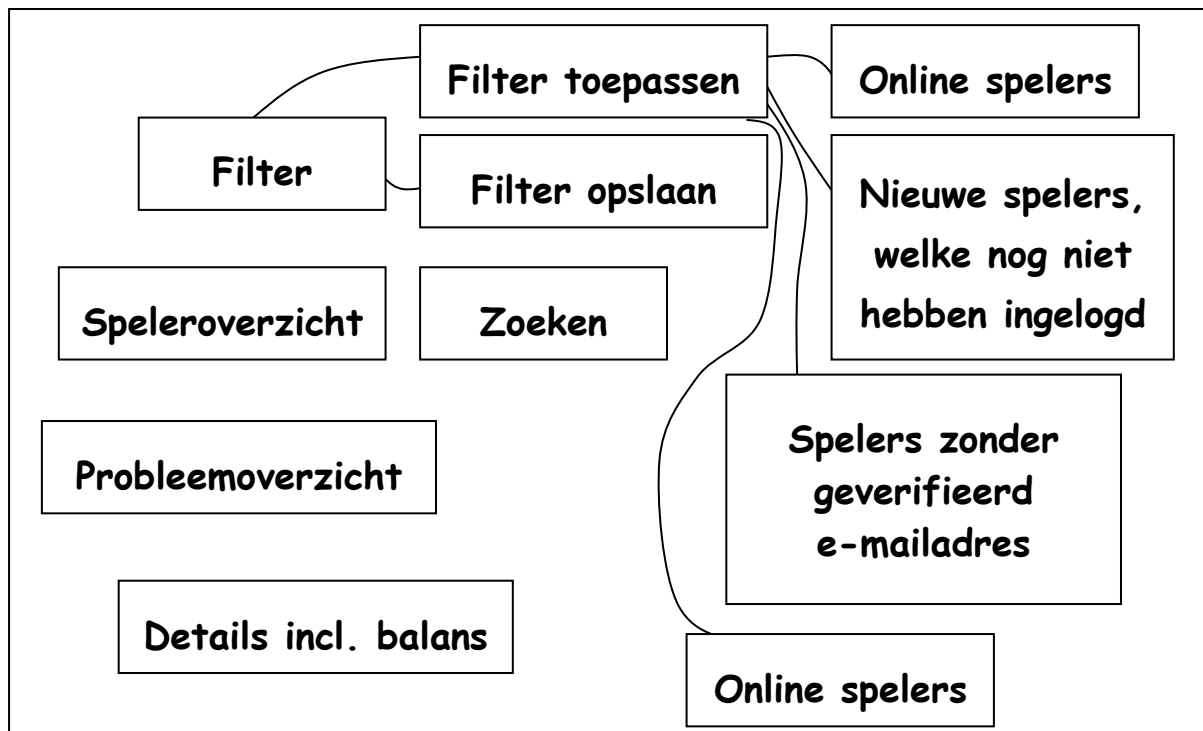 Filter toepassen
Online spelers
Filter
Filter opslaan
Nieuwe spelers,
welke nog niet
hebben ingelogd
Speleroverzicht
Zoeken
Spelers zonder
geverifieerd
e-mailadres
Probleemoverzicht
Details incl. balans
Online spelers